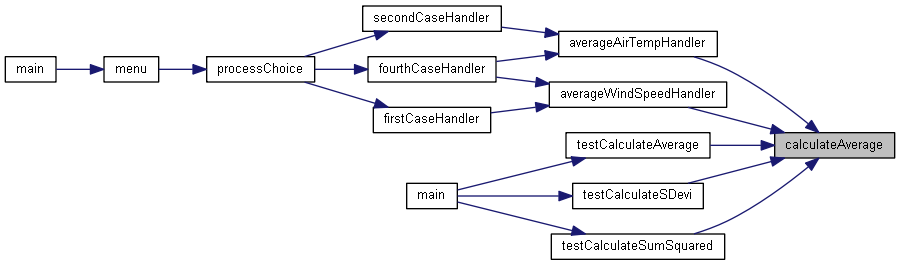 secondCaseHandler
averageAirTempHandler
main
menu
processChoice
fourthCaseHandler
averageWindSpeedHandler
firstCaseHandler
testCalculateAverage
calculateAverage
main
testCalculateSDevi
testCalculateSumSquared